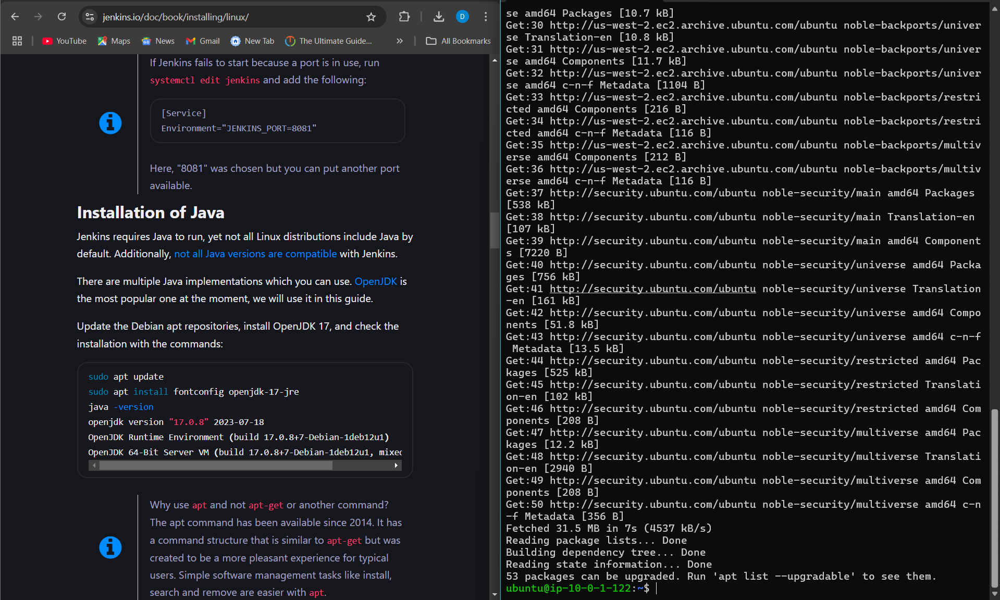 jenkins.io/doc/book/installing/linux/
D
YouTube
Maps
News
Gmail
New Tab
The Ultimate Guide...
»
All Bookmarks
If Jenkins fails to start because a port is in use, run
systemctl edit jenkins and add the following:
[Service]
Environment="JENKINS_PORT=8081"
Here, "8081" was chosen but you can put another port
available.
Installation of Java
Jenkins requires Java to run, yet not all Linux distributions include Java by
default. Additionally, not all Java versions are compatible with Jenkins.
There are multiple Java implementations which you can use. OpenJDK is
the most popular one at the moment, we will use it in this guide.
Update the Debian apt repositories, install OpenJDK 17, and check the
installation with the commands:
sudo apt update
sudo apt install fontconfig openjdk-17-jre
java -version
openjdk version "17.0.8" 2023-07-18
OpenJDK Runtime Environment (build 17.0.8+7-Debian-1deb12u1)
OpenJDK 64-Bit Server VM (build 17.0.8+7-Debian-1deb12u1, mixed
Why use apt and not apt-get or another command?
The apt command has been available since 2014. It has
a command structure that is similar to apt-get but was
created to be a more pleasant experience for typical
users. Simple software management tasks like install,
search and remove are easier with apt.
se amd64 Packages [10.7 kB]
Get:30 http://us-west-2.ec2.archive.ubuntu.com/ubuntu noble-backports/univer
se Translation-en [10.8 kB]
Get:31 http://us-west-2.ec2.archive.ubuntu.com/ubuntu noble-backports/univer
se amd64 Components [11.7 kB]
Get:32 http://us-west-2.ec2.archive.ubuntu.com/ubuntu noble-backports/univer
se amd64 c-n-f Metadata [1104 B]
Get:33 http://us-west-2.ec2.archive.ubuntu.com/ubuntu noble-backports/restri
cted amd64 Components [216 B]
Get:34 http://us-west-2.ec2.archive.ubuntu.com/ubuntu noble-backports/restri
cted amd64 c-n-f Metadata [116 B]
Get:35 http://us-west-2.ec2.archive.ubuntu.com/ubuntu noble-backports/multiv
erse amd64 Components [212 B]
Get:36 http://us-west-2.ec2.archive.ubuntu.com/ubuntu noble-backports/multiv
erse amd64 c-n-f Metadata [116 B]
Get:37 http://security.ubuntu.com/ubuntu noble-security/main amd64 Packages
[538 kB]
Get:38 http://security.ubuntu.com/ubuntu noble-security/main Translation-en
[107 kB]
Get:39 http://security.ubuntu.com/ubuntu noble-security/main amd64 Component
s [7220 B]
Get:40 http://security.ubuntu.com/ubuntu noble-security/universe amd64 Packa
ges [756 kB]
Get:41 http://security.ubuntu.com/ubuntu noble-security/universe Translation
-en [161 kB]
Get:42 http://security.ubuntu.com/ubuntu noble-security/universe amd64 Compo
nents [51.8 kB]
Get:43 http://security.ubuntu.com/ubuntu noble-security/universe amd64 c-n-f
Metadata [13.5 kB]
Get:44 http://security.ubuntu.com/ubuntu noble-security/restricted amd64 Pac
kages [525 kB]
Get:45 http://security.ubuntu.com/ubuntu noble-security/restricted Translati
on-en [102 kB]
Get:46 http://security.ubuntu.com/ubuntu noble-security/restricted amd64 Com
ponents [208 B]
Get:47 http://security.ubuntu.com/ubuntu noble-security/multiverse amd64 Pac
kages [12.2 kB]
Get:48 http://security.ubuntu.com/ubuntu noble-security/multiverse Translati
on-en [2940 B]
Get:49 http://security.ubuntu.com/ubuntu noble-security/multiverse amd64 Com
ponents [208 B]
Get:50 http://security.ubuntu.com/ubuntu noble-security/multiverse amd64 c-n
-f Metadata [356 B]
Fetched 31.5 MB in 7s (4537 kB/s)
Reading package lists... Done
Building dependency tree... Done
Reading state information... Done
53 packages can be upgraded. Run 'apt list --upgradable' to see them.
ubuntu@ip-10-0-1-122:~$